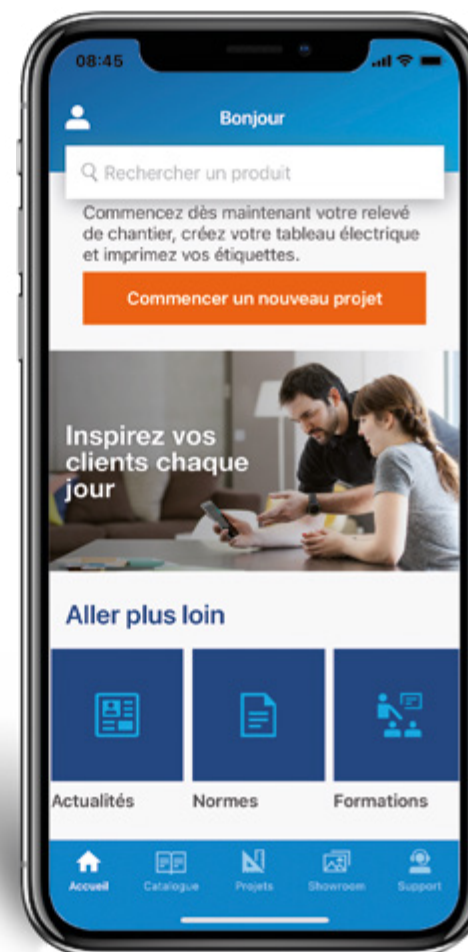 08:45
Bonjour
Rechercher un produit
Commencez dès maintenant votre relevé
de chantier, créez votre tableau électrique
et imprimez vos étiquettes.
Commencer un nouveau projet
Inspirez vos
clients chaque
jour
Aller plus loin
Actualités Normes Formations
Accueil Catalogue Projets Showroom Support